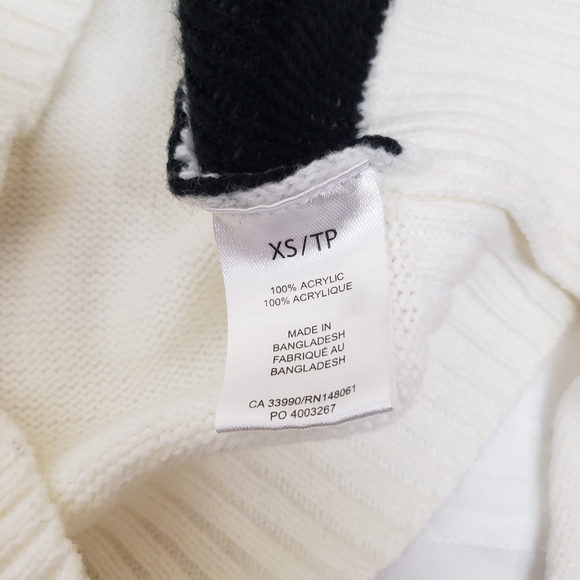 XS/TP
100% ACRYLIC
100% ACRYLIQUE
MADE IN
BANGLADESH
FABRIQUÉ AU
BANGLADESH
CA 33990/RN148061
PO 4003267